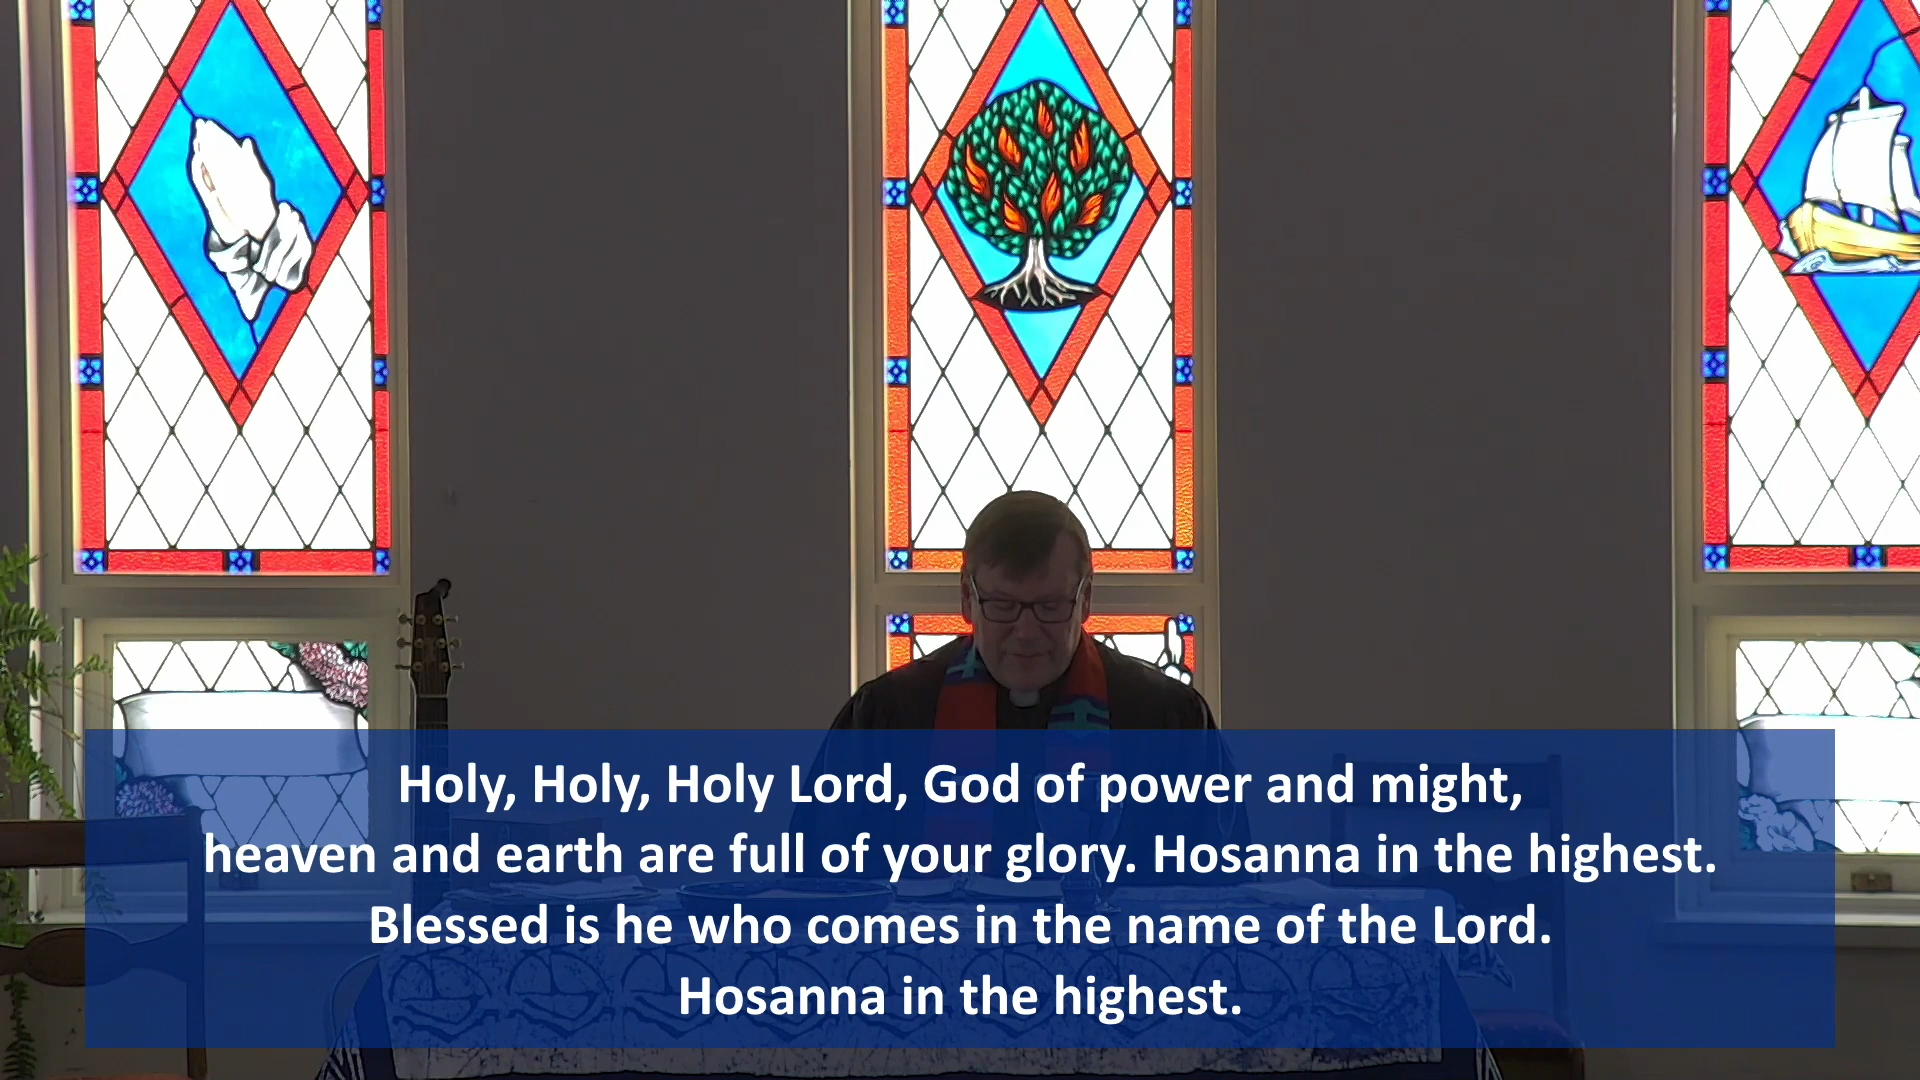 Holy, Holy, Holy Lord, God of power and might,
heaven and earth are full of your glory. Hosanna in the highest.
Blessed is he who comes in the name of the Lord.
Hosanna in the highest.